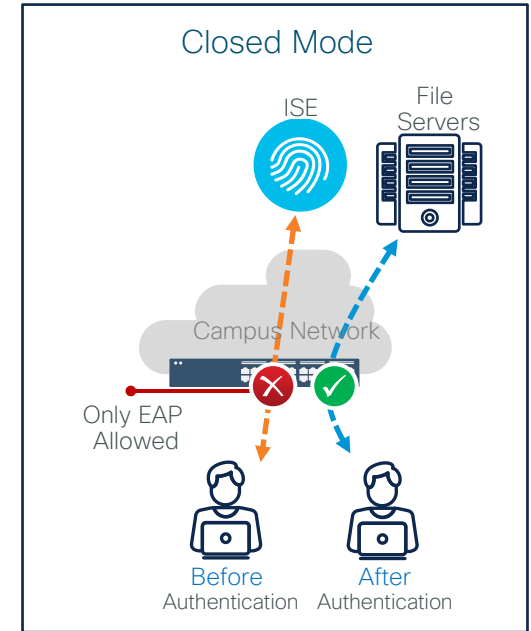 Closed Mode
ISE
File
Servers
Campus Network
Only EAP
Allowed
Before
Authentication
After
Authentication